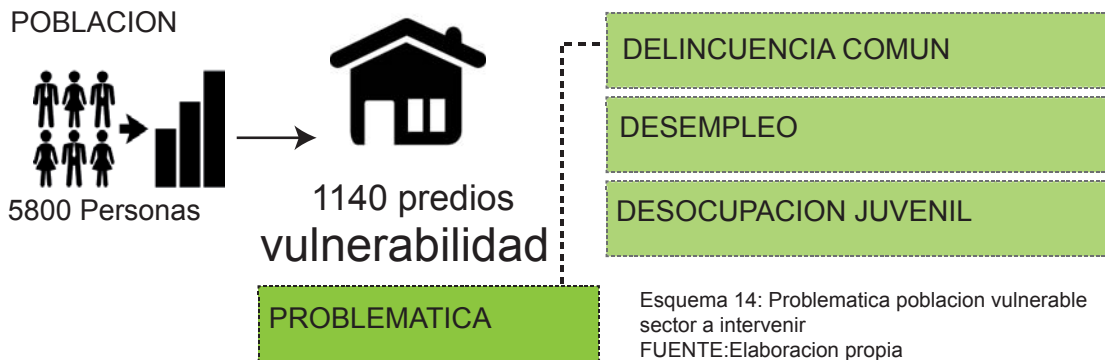 POBLACION
5800 Personas
1140 predios
vulnerabilidad
PROBLEMATICA
DELINCUENCIA COMUN
DESEMPLEO
DESOCUPACION JUVENIL
Esquema 14: Problematica poblacion vulnerable
sector a intervenir
FUENTE:Elaboracion propia